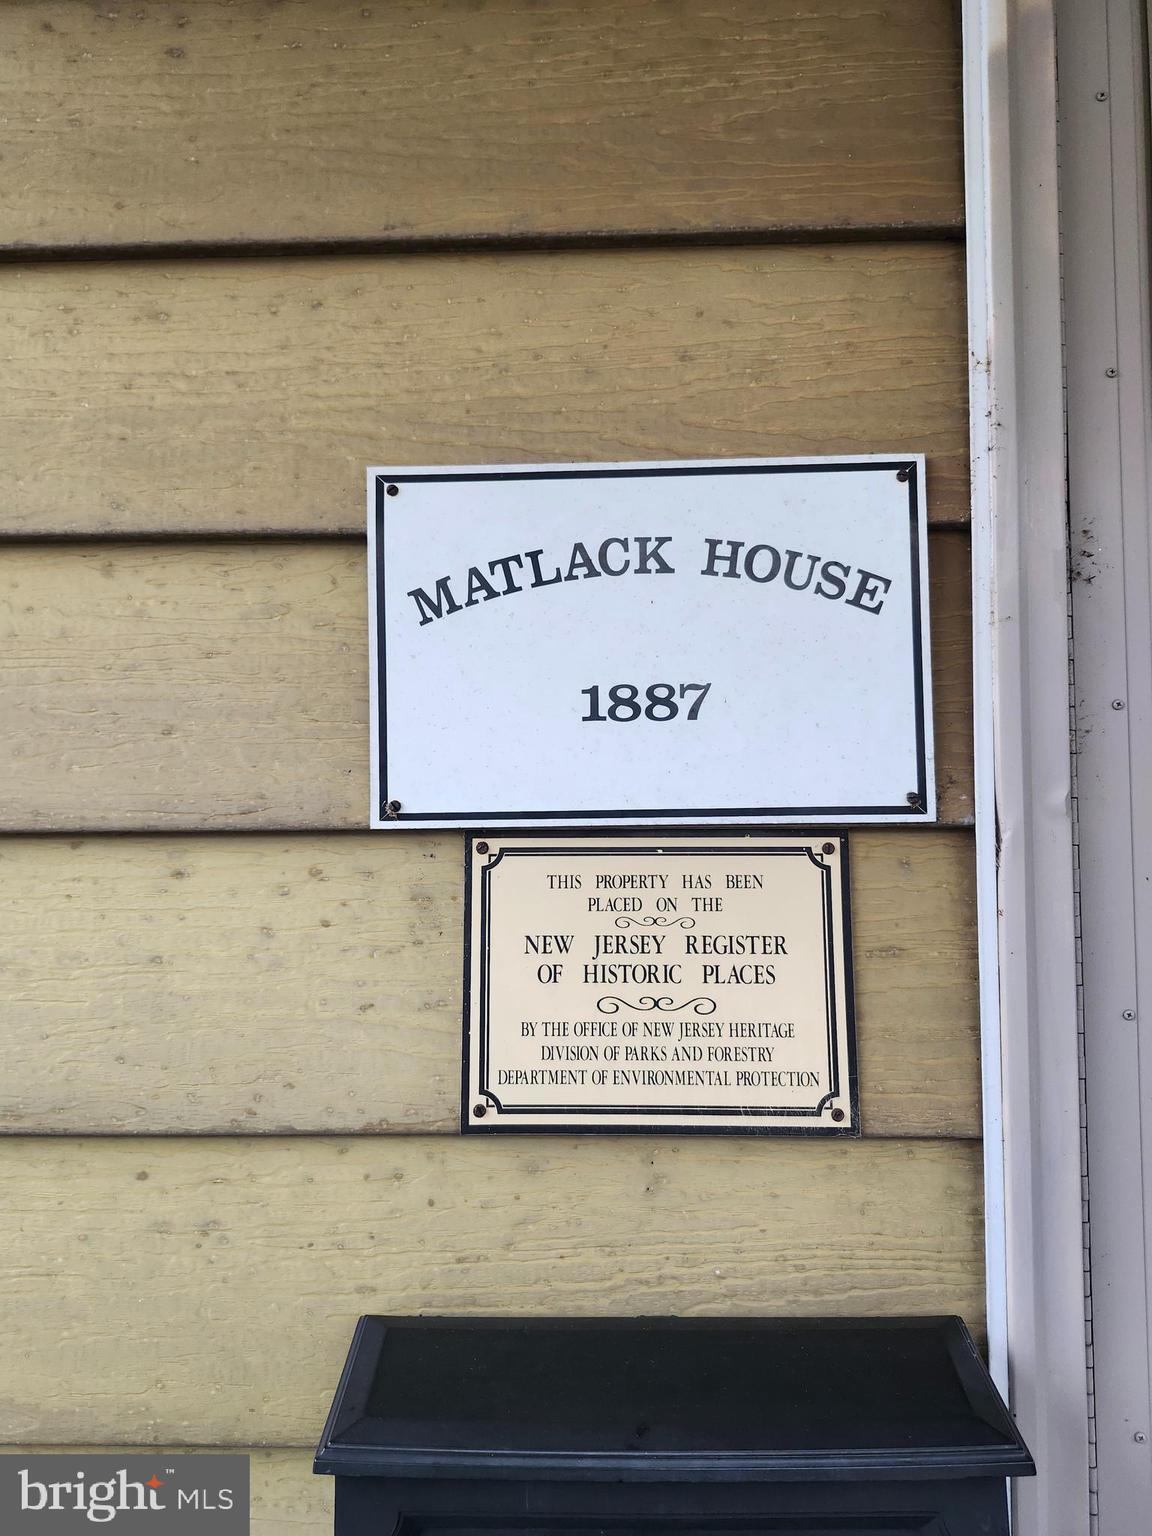 MATLACK HOUSE
1887
THIS PROPERTY HAS BEEN
PLACED ON THE
NEW JERSEY REGISTER
OF HISTORIC PLACES
BY THE OFFICE OF NEW JERSEY HERITAGE
DIVISION OF PARKS AND FORESTRY
DEPARTMENT OF ENVIRONMENTAL PROTECTION
bright™ MLS